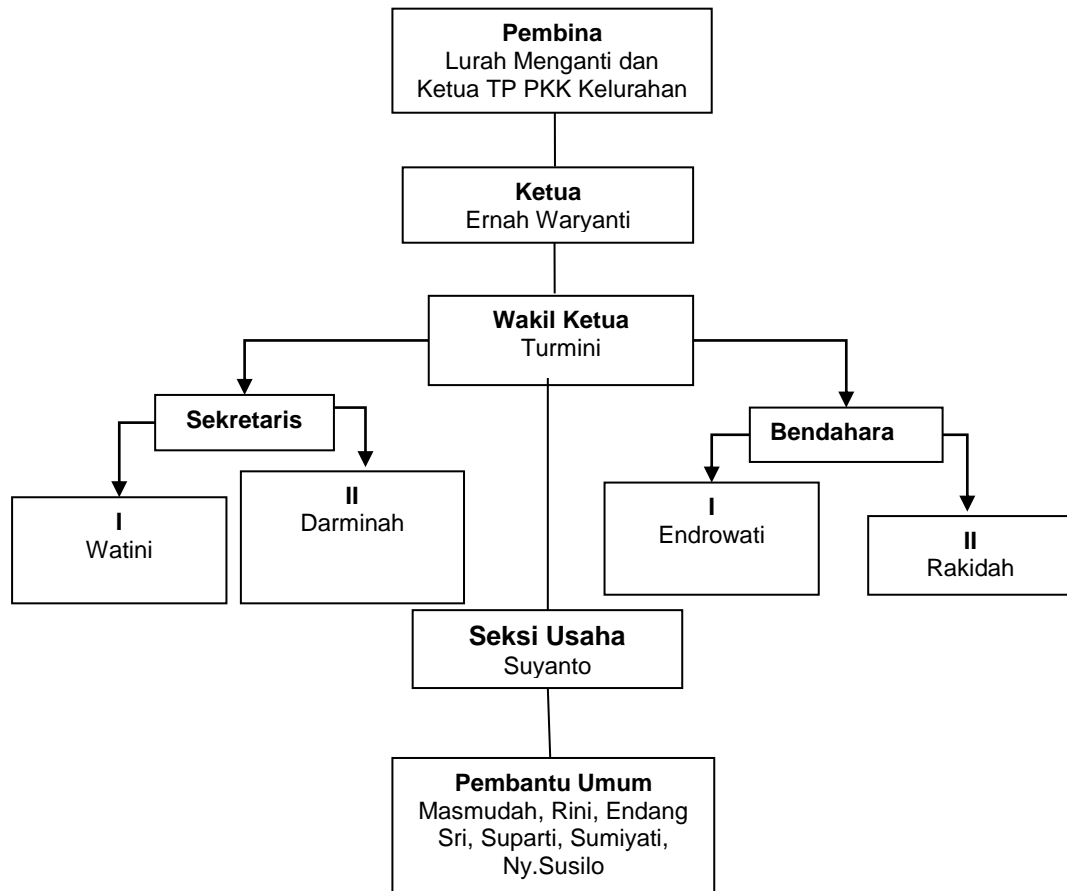 Pembina
Lurah Menganti dan
Ketua TP PKK Kelurahan
Ketua
Ernah Waryanti
Wakil Ketua
Turmini
Sekretaris
Bendahara
I
Watini
II
Darminah
I
Endrowati
II
Rakidah
Seksi Usaha
Suyanto
Pembantu Umum
Masmudah, Rini, Endang
Sri, Suparti, Sumiyati,
Ny.Susilo